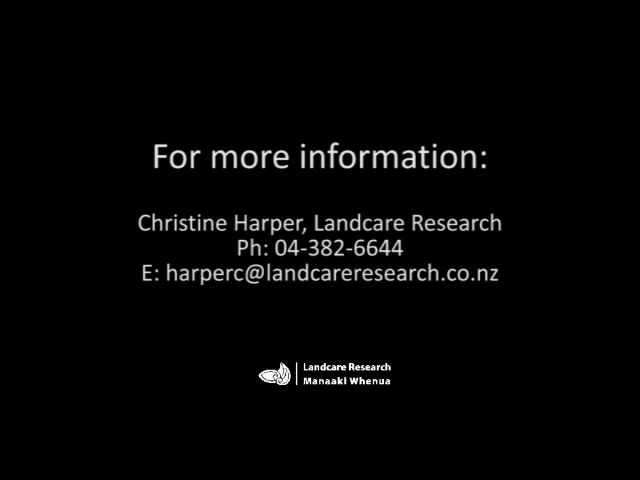 For more information:
Christine Harper, Landcare Research
Ph: 04-382-6644
E: harperc@landcareresearch.co.nz
Landcare Research
Manaaki Whenua